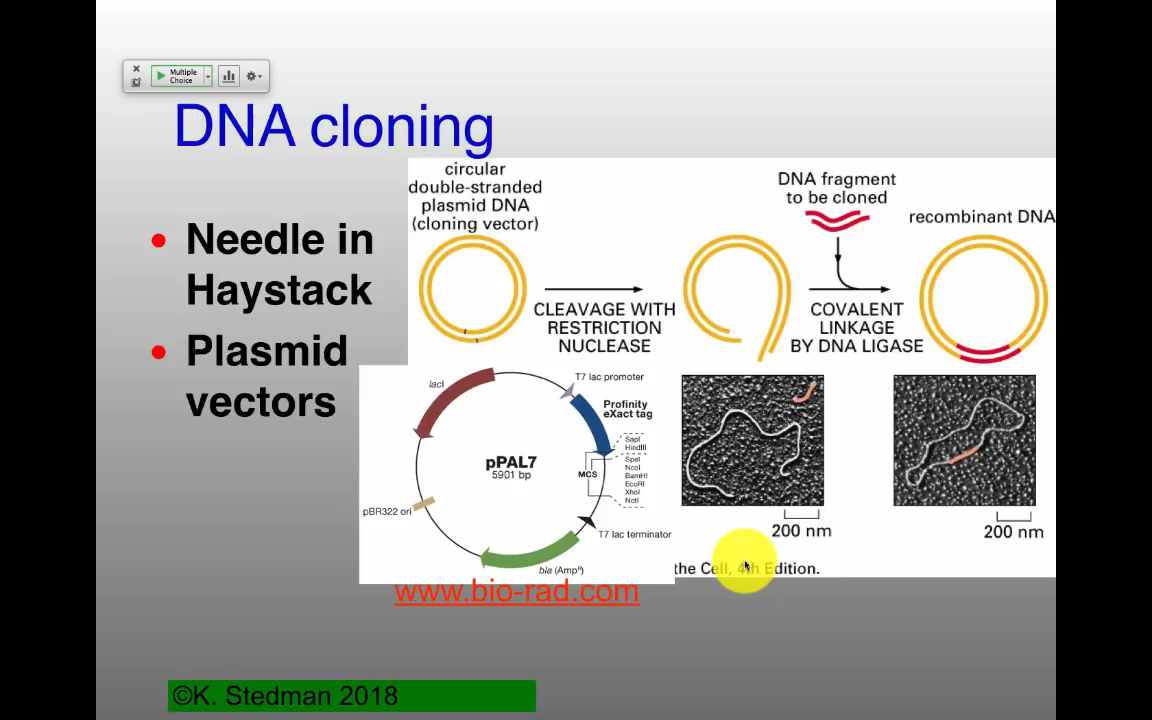 Multiple
Choice
DNA cloning
• Needle in
Haystack
• Plasmid
vectors
circular
double-stranded
plasmid DNA
(cloning vector)
CLEAVAGE WITH
RESTRICTION
NUCLEASE
DNA fragment
to be cloned
COVALENT
LINKAGE
BY DNA LIGASE
recombinant DNA
200 nm
200 nm
the Cell, 4th Edition.
lacI
T7 lac promoter
Profinity
eXact tag
SapI
HindIII
SpeI
NcoI
BamHI
EcoRI
XhoI
NotI
MCS
pPAL7
5901 bp
pBR322 ori
T7 lac terminator
bla (Ampᴿ)
www.bio-rad.com
©K. Stedman 2018